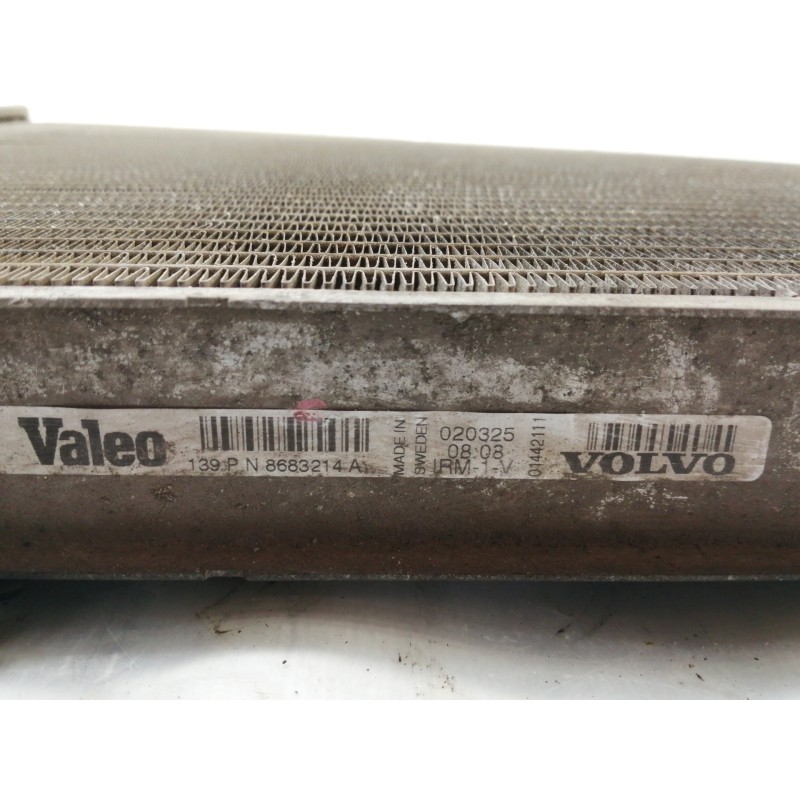 Valeo
139 P N 8683214 A
MADE IN
SWEDEN
020325
08:08
IRM-1-V
01442111
VOLVO